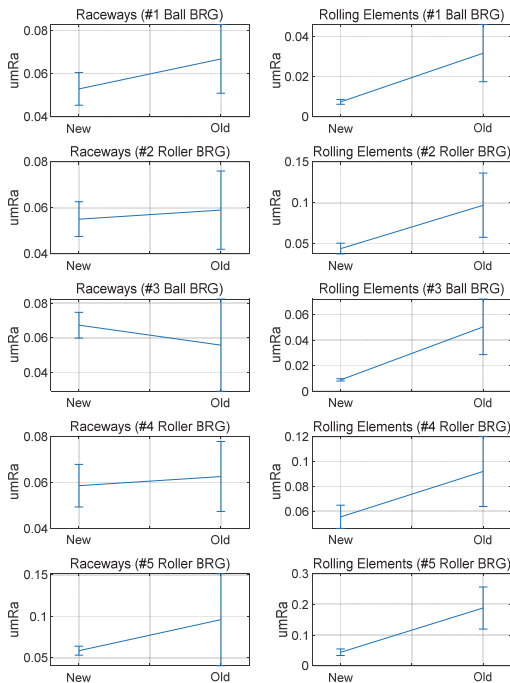 Raceways (#1 Ball BRG)
0.08
0.06
0.04
umRa
New
Old
Rolling Elements (#1 Ball BRG)
0.04
0.02
0
umRa
New
Old
Raceways (#2 Roller BRG)
0.08
0.06
0.04
umRa
New
Old
Rolling Elements (#2 Roller BRG)
0.15
0.1
0.05
umRa
New
Old
Raceways (#3 Ball BRG)
0.08
0.06
0.04
umRa
New
Old
Rolling Elements (#3 Ball BRG)
0.06
0.04
0.02
0
umRa
New
Old
Raceways (#4 Roller BRG)
0.08
0.06
0.04
umRa
New
Old
Rolling Elements (#4 Roller BRG)
0.12
0.1
0.08
0.06
umRa
New
Old
Raceways (#5 Roller BRG)
0.15
0.1
0.05
umRa
New
Old
Rolling Elements (#5 Roller BRG)
0.3
0.2
0.1
0
umRa
New
Old